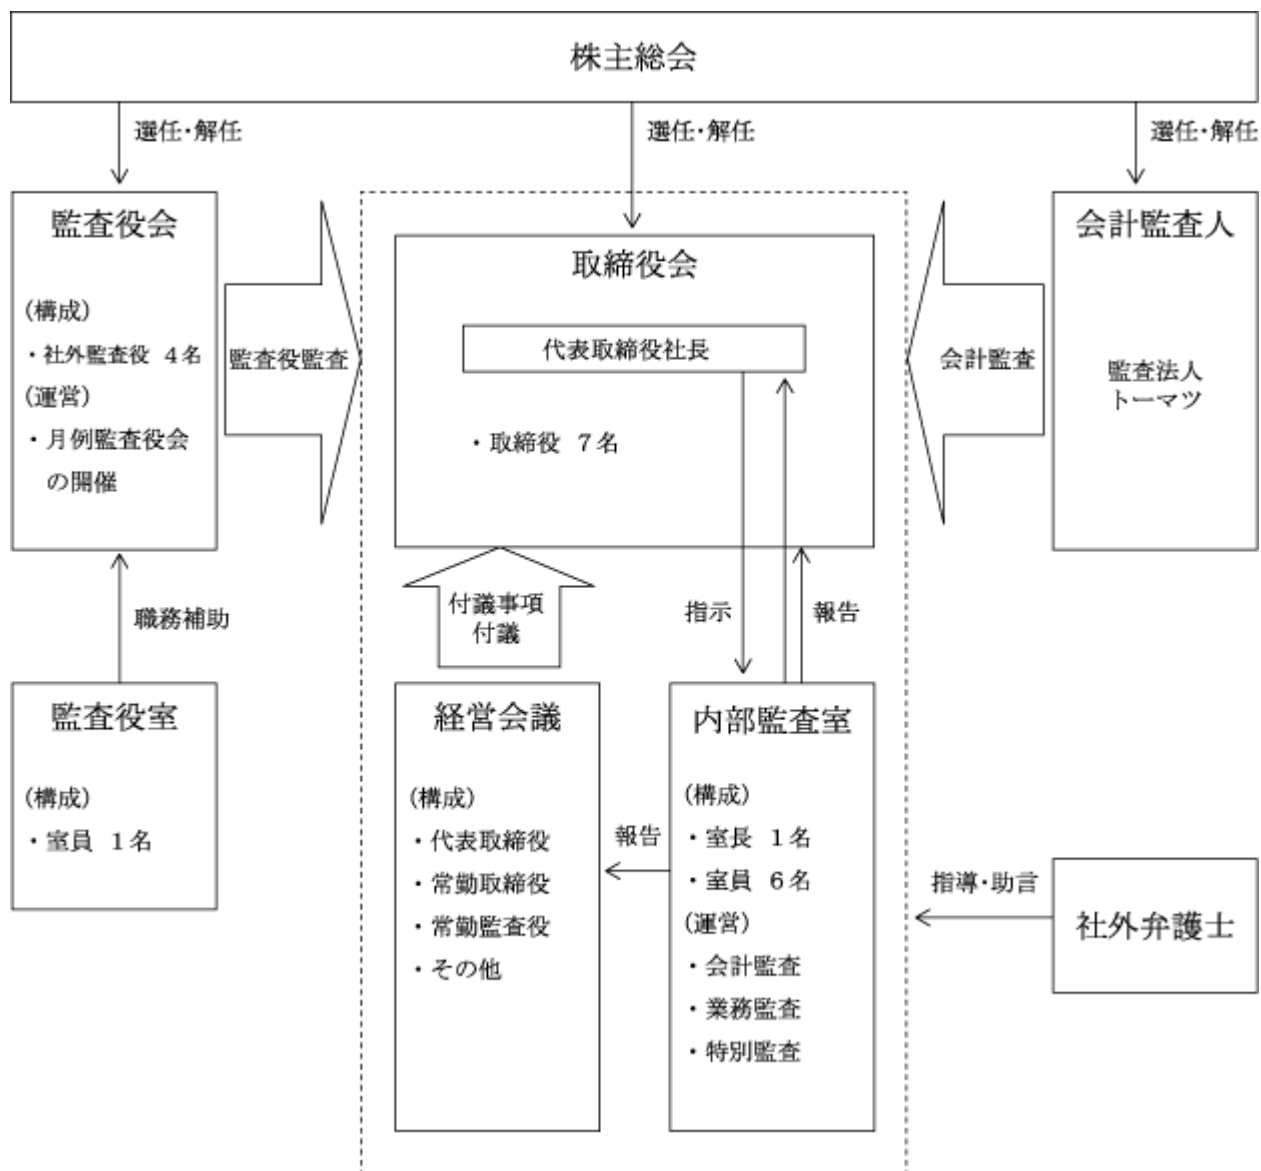 株主総会
選任・解任
選任・解任
選任・解任
監査役会
(構成)
・社外監査役 4名
(運営)
・月例監査役会
の開催
監査役監査
取締役会
代表取締役社長
・取締役 7名
会計監査
会計監査人
監査法人
トーマツ
職務補助
付議事項
付議
指示
報告
監査役室
(構成)
・室員 1名
経営会議
(構成)
・代表取締役
・常勤取締役
・常勤監査役
・その他
報告
内部監査室
(構成)
・室長 1名
・室員 6名
(運営)
・会計監査
・業務監査
・特別監査
指導・助言
社外弁護士